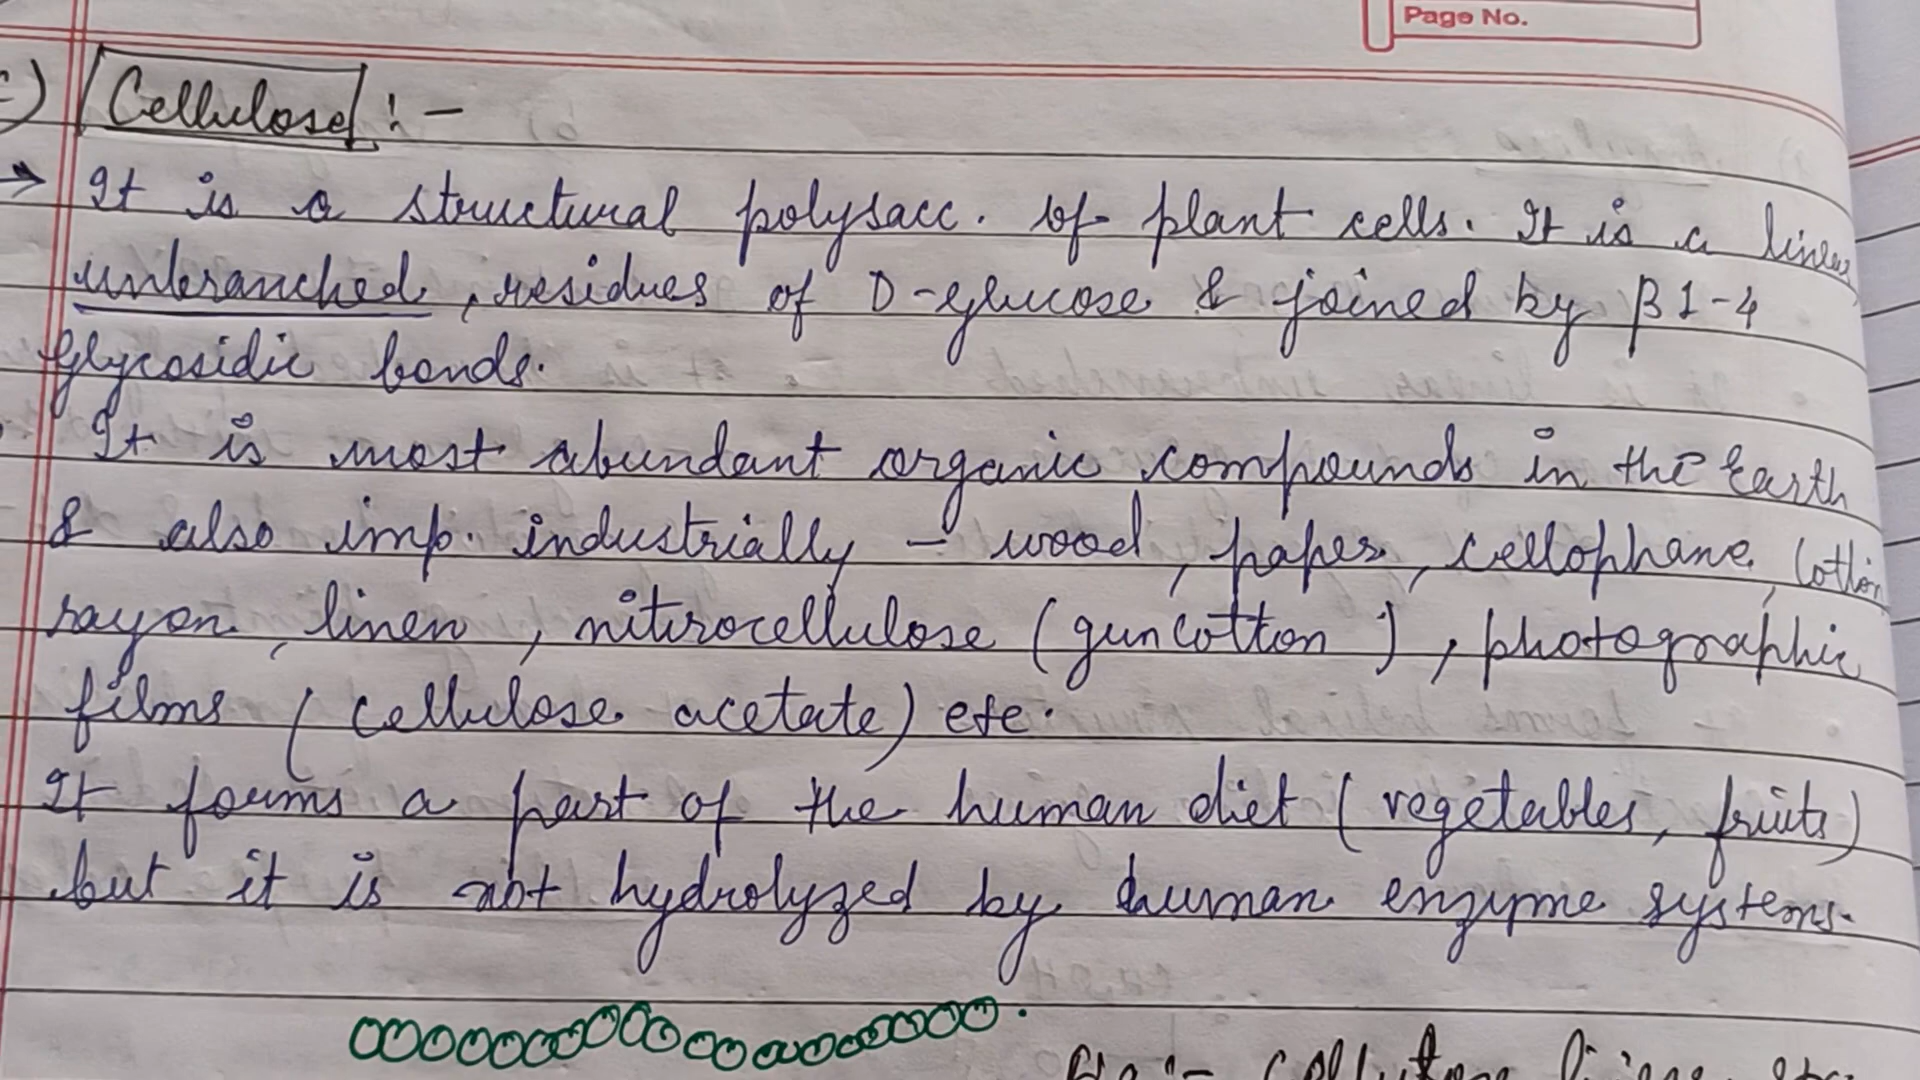 Page No.
c) Cellulose :-
→ It is a structural polysacc. of plant cells. It is a linear
unbranched, residues of D-glucose & joined by β1-4
glycosidic bonds.
It is most abundant organic compounds in the Earth
& also imp. industrially - wood, paper, cellophane, Cotton
rayon, linen, nitrocellulose (guncotton), photographic
films (cellulose acetate) etc.
It forms a part of the human diet (vegetables, fruits)
but it is not hydrolyzed by human enzyme systems.